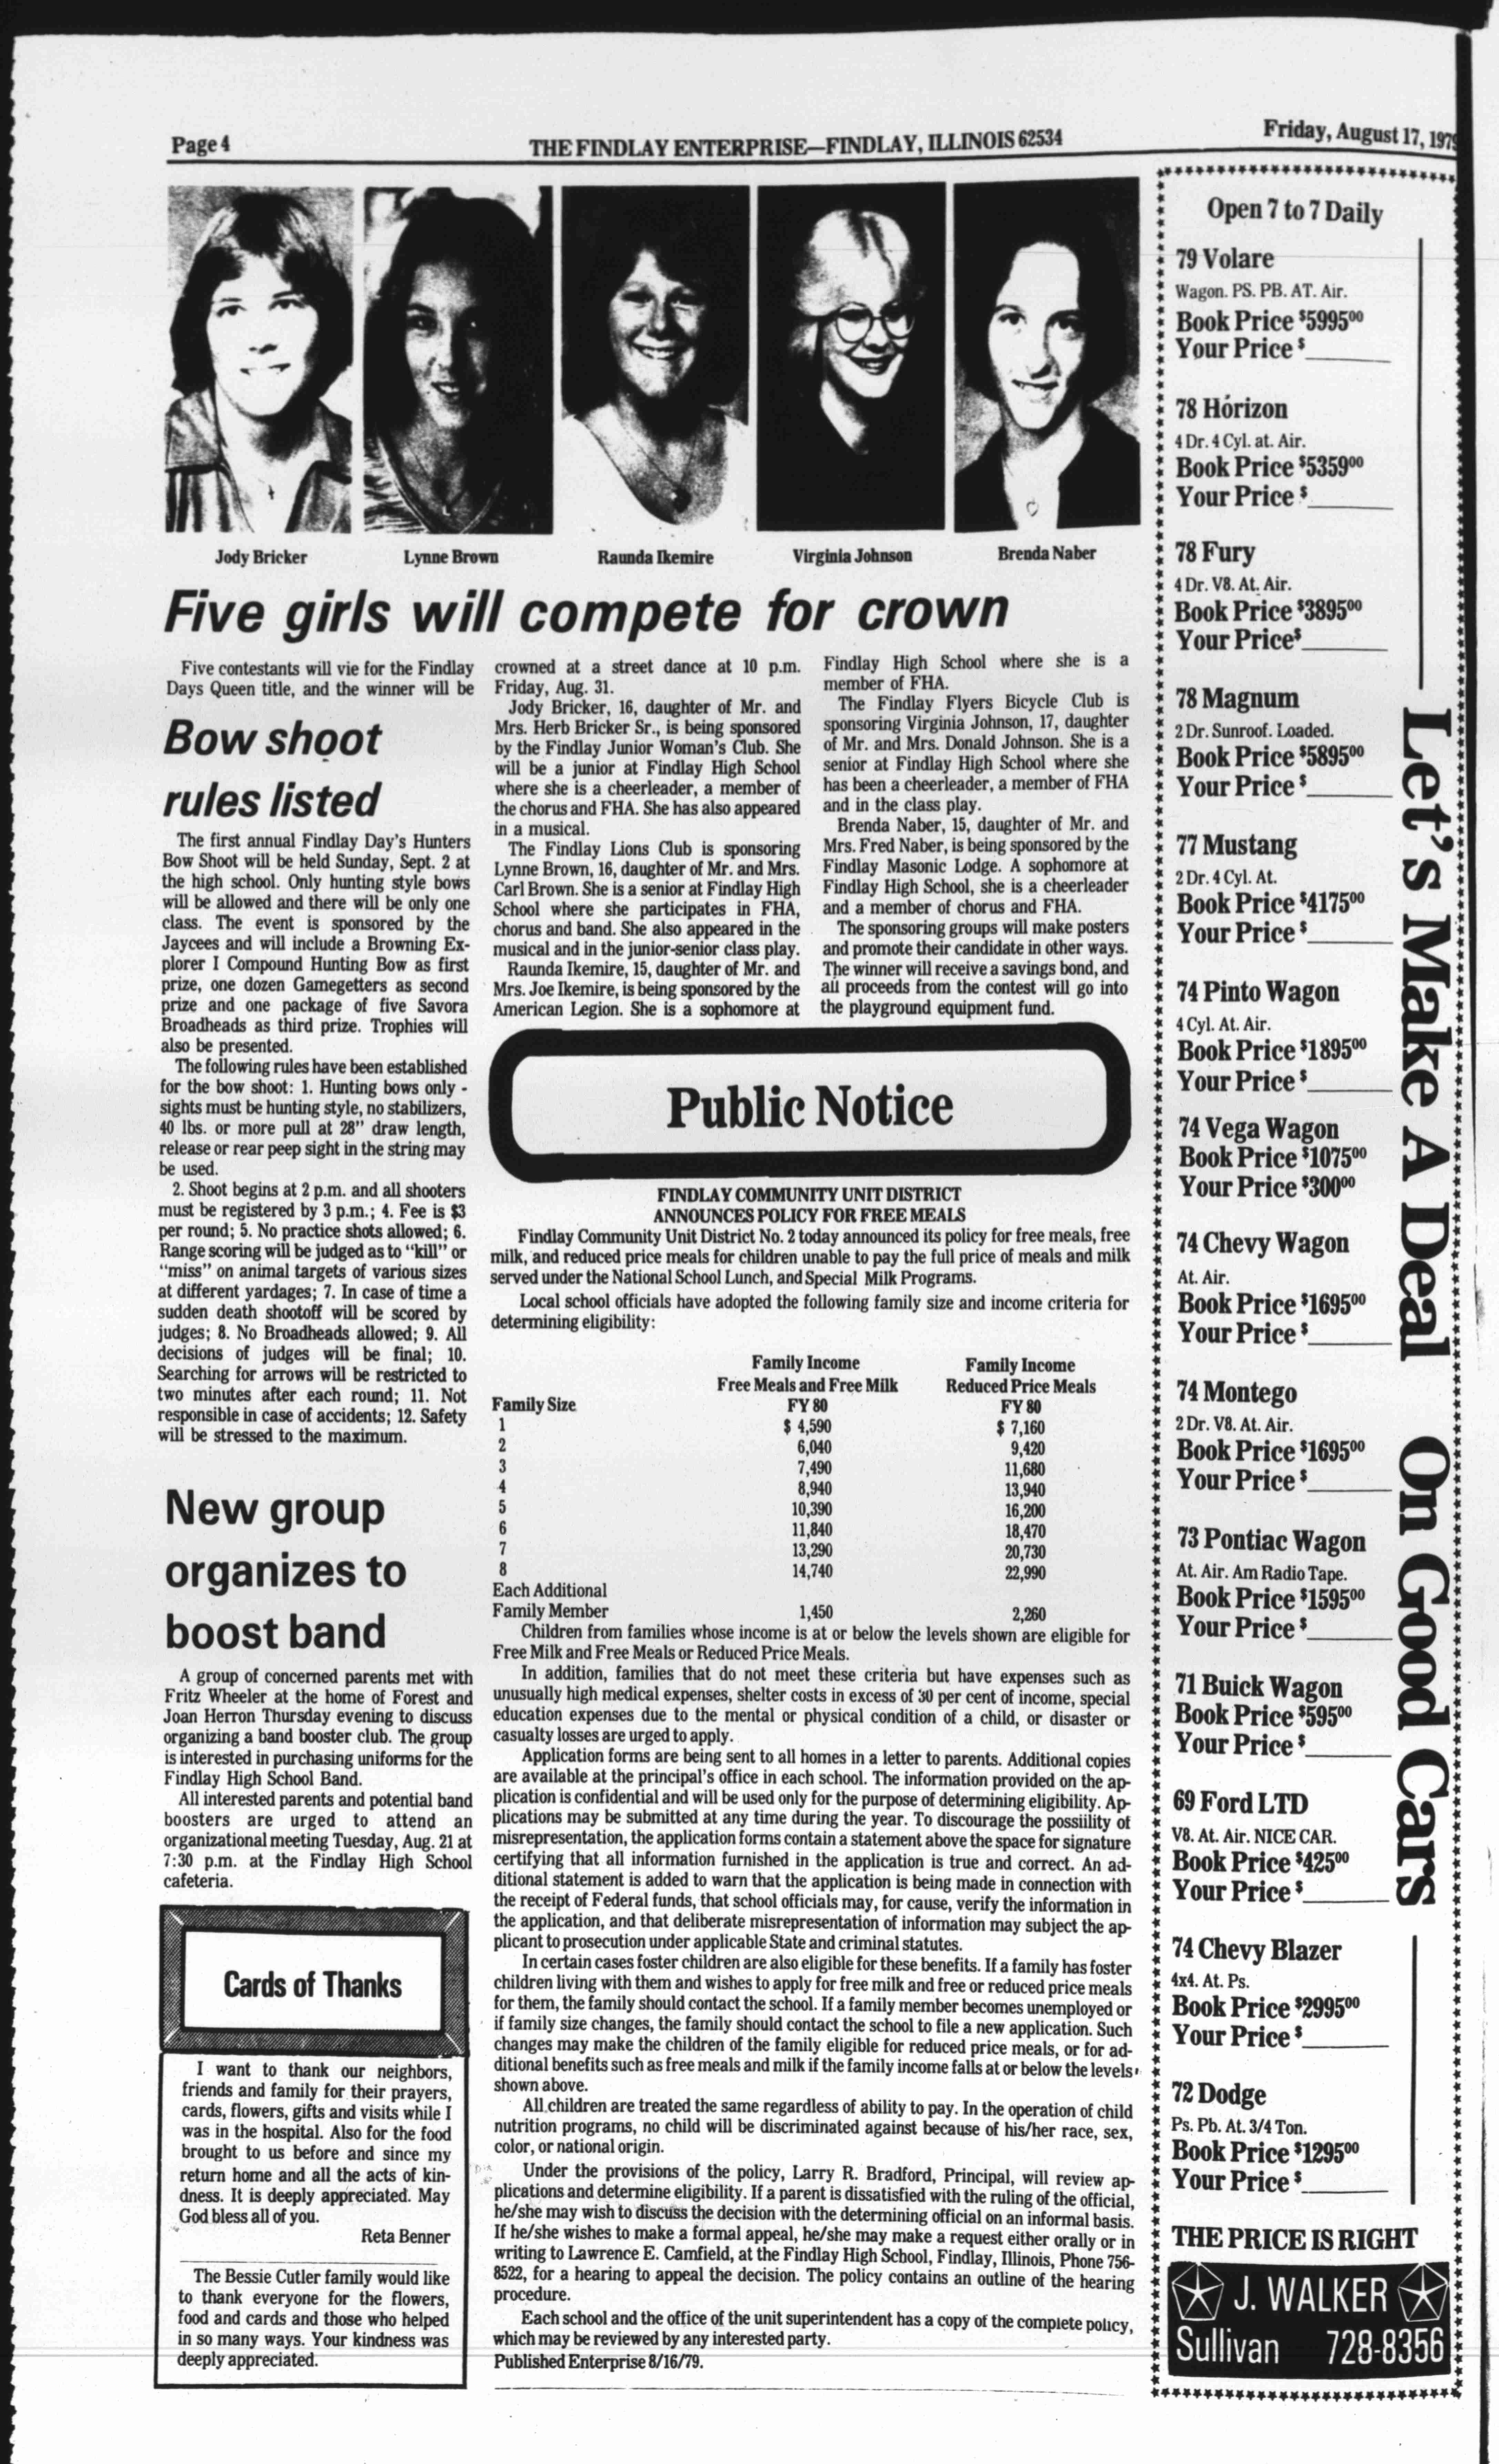 Page 4
THE FINDLAY ENTERPRISE—FINDLAY, ILLINOIS 62534
Friday, August 17, 1979
Jody Bricker
Lynne Brown
Raunda Ikemire
Virginia Johnson
Brenda Naber
Five girls will compete for crown
Five contestants will vie for the Findlay
Days Queen title, and the winner will be
crowned at a street dance at 10 p.m.
Friday, Aug. 31.
Jody Bricker, 16, daughter of Mr. and
Mrs. Herb Bricker Sr., is being sponsored
by the Findlay Junior Woman's Club. She
will be a junior at Findlay High School
where she is a cheerleader, a member of
the chorus and FHA. She has also appeared
in a musical.
The Findlay Lions Club is sponsoring
Lynne Brown, 16, daughter of Mr. and Mrs.
Carl Brown. She is a senior at Findlay High
School where she participates in FHA,
chorus and band. She also appeared in the
musical and in the junior-senior class play.
Raunda Ikemire, 15, daughter of Mr. and
Mrs. Joe Ikemire, is being sponsored by the
American Legion. She is a sophomore at
Findlay High School where she is a
member of FHA.
The Findlay Flyers Bicycle Club is
sponsoring Virginia Johnson, 17, daughter
of Mr. and Mrs. Donald Johnson. She is a
senior at Findlay High School where she
has been a cheerleader, a member of FHA
and in the class play.
Brenda Naber, 15, daughter of Mr. and
Mrs. Fred Naber, is being sponsored by the
Findlay Masonic Lodge. A sophomore at
Findlay High School, she is a cheerleader
and a member of chorus and FHA.
The sponsoring groups will make posters
and promote their candidate in other ways.
The winner will receive a savings bond, and
all proceeds from the contest will go into
the playground equipment fund.
Bow shoot
rules listed
The first annual Findlay Day's Hunters
Bow Shoot will be held Sunday, Sept. 2 at
the high school. Only hunting style bows
will be allowed and there will be only one
class. The event is sponsored by the
Jaycees and will include a Browning Ex-
plorer I Compound Hunting Bow as first
prize, one dozen Gamegetters as second
prize and one package of five Savora
Broadheads as third prize. Trophies will
also be presented.
The following rules have been established
for the bow shoot: 1. Hunting bows only -
sights must be hunting style, no stabilizers,
40 lbs. or more pull at 28" draw length,
release or rear peep sight in the string may
be used.
2. Shoot begins at 2 p.m. and all shooters
must be registered by 3 p.m.; 4. Fee is $3
per round; 5. No practice shots allowed; 6.
Range scoring will be judged as to "kill" or
"miss" on animal targets of various sizes
at different yardages; 7. In case of time a
sudden death shootoff will be scored by
judges; 8. No Broadheads allowed; 9. All
decisions of judges will be final; 10.
Searching for arrows will be restricted to
two minutes after each round; 11. Not
responsible in case of accidents; 12. Safety
will be stressed to the maximum.
New group
organizes to
boost band
A group of concerned parents met with
Fritz Wheeler at the home of Forest and
Joan Herron Thursday evening to discuss
organizing a band booster club. The group
is interested in purchasing uniforms for the
Findlay High School Band.
All interested parents and potential band
boosters are urged to attend an
organizational meeting Tuesday, Aug. 21 at
7:30 p.m. at the Findlay High School
cafeteria.
Cards of Thanks
I want to thank our neighbors,
friends and family for their prayers,
cards, flowers, gifts and visits while I
was in the hospital. Also for the food
brought to us before and since my
return home and all the acts of kin-
dness. It is deeply appreciated. May
God bless all of you.
Reta Benner
The Bessie Cutler family would like
to thank everyone for the flowers,
food and cards and those who helped
in so many ways. Your kindness was
deeply appreciated.
Public Notice
FINDLAY COMMUNITY UNIT DISTRICT
ANNOUNCES POLICY FOR FREE MEALS
Findlay Community Unit District No. 2 today announced its policy for free meals, free
milk, and reduced price meals for children unable to pay the full price of meals and milk
served under the National School Lunch, and Special Milk Programs.
Local school officials have adopted the following family size and income criteria for
determining eligibility:
Family Income Family Income
Free Meals and Free Milk Reduced Price Meals
Family Size FY 80 FY 80
1 $ 4,590 $ 7,160
2 6,040 9,420
3 7,490 11,680
4 8,940 13,940
5 10,390 16,200
6 11,840 18,470
7 13,290 20,730
8 14,740 22,990
Each Additional
Family Member 1,450 2,260
Children from families whose income is at or below the levels shown are eligible for
Free Milk and Free Meals or Reduced Price Meals.
In addition, families that do not meet these criteria but have expenses such as
unusually high medical expenses, shelter costs in excess of 30 per cent of income, special
education expenses due to the mental or physical condition of a child, or disaster or
casualty losses are urged to apply.
Application forms are being sent to all homes in a letter to parents. Additional copies
are available at the principal's office in each school. The information provided on the ap-
plication is confidential and will be used only for the purpose of determining eligibility. Ap-
plications may be submitted at any time during the year. To discourage the possiility of
misrepresentation, the application forms contain a statement above the space for signature
certifying that all information furnished in the application is true and correct. An ad-
ditional statement is added to warn that the application is being made in connection with
the receipt of Federal funds, that school officials may, for cause, verify the information in
the application, and that deliberate misrepresentation of information may subject the ap-
plicant to prosecution under applicable State and criminal statutes.
In certain cases foster children are also eligible for these benefits. If a family has foster
children living with them and wishes to apply for free milk and free or reduced price meals
for them, the family should contact the school. If a family member becomes unemployed or
if family size changes, the family should contact the school to file a new application. Such
changes may make the children of the family eligible for reduced price meals, or for ad-
ditional benefits such as free meals and milk if the family income falls at or below the levels
shown above.
All children are treated the same regardless of ability to pay. In the operation of child
nutrition programs, no child will be discriminated against because of his/her race, sex,
color, or national origin.
Under the provisions of the policy, Larry R. Bradford, Principal, will review ap-
plications and determine eligibility. If a parent is dissatisfied with the ruling of the official,
he/she may wish to discuss the decision with the determining official on an informal basis.
If he/she wishes to make a formal appeal, he/she may make a request either orally or in
writing to Lawrence E. Camfield, at the Findlay High School, Findlay, Illinois, Phone 756-
8522, for a hearing to appeal the decision. The policy contains an outline of the hearing
procedure.
Each school and the office of the unit superintendent has a copy of the complete policy,
which may be reviewed by any interested party.
Published Enterprise 8/16/79.
Open 7 to 7 Daily
79 Volare
Wagon. PS. PB. AT. Air.
Book Price $599500
Your Price $
78 Horizon
4 Dr. 4 Cyl. at. Air.
Book Price $535900
Your Price $
78 Fury
4 Dr. V8. At. Air.
Book Price $389500
Your Price $
78 Magnum
2 Dr. Sunroof. Loaded.
Book Price $589500
Your Price $
77 Mustang
2 Dr. 4 Cyl. At.
Book Price $417500
Your Price $
74 Pinto Wagon
4 Cyl. At. Air.
Book Price $189500
Your Price $
74 Vega Wagon
Book Price $107500
Your Price $30000
74 Chevy Wagon
At. Air.
Book Price $169500
Your Price $
74 Montego
2 Dr. V8. At. Air.
Book Price $169500
Your Price $
73 Pontiac Wagon
At. Air. Am Radio Tape.
Book Price $159500
Your Price $
71 Buick Wagon
Book Price $59500
Your Price $
69 Ford LTD
V8. At. Air. NICE CAR.
Book Price $42500
Your Price $
74 Chevy Blazer
4x4. At. Ps.
Book Price $299500
Your Price $
72 Dodge
Ps. Pb. At. 3/4 Ton.
Book Price $129500
Your Price $
Let's Make A Deal On Good Cars
THE PRICE IS RIGHT
J. WALKER
Sullivan 728-8356